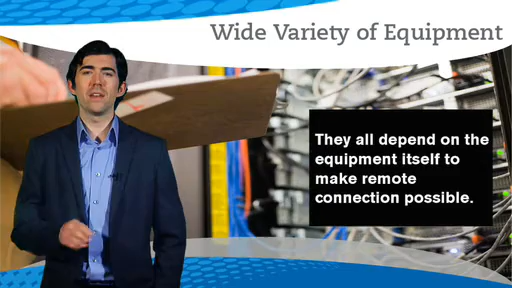 Wide Variety of Equipment
They all depend on the
equipment itself to
make remote
connection possible.